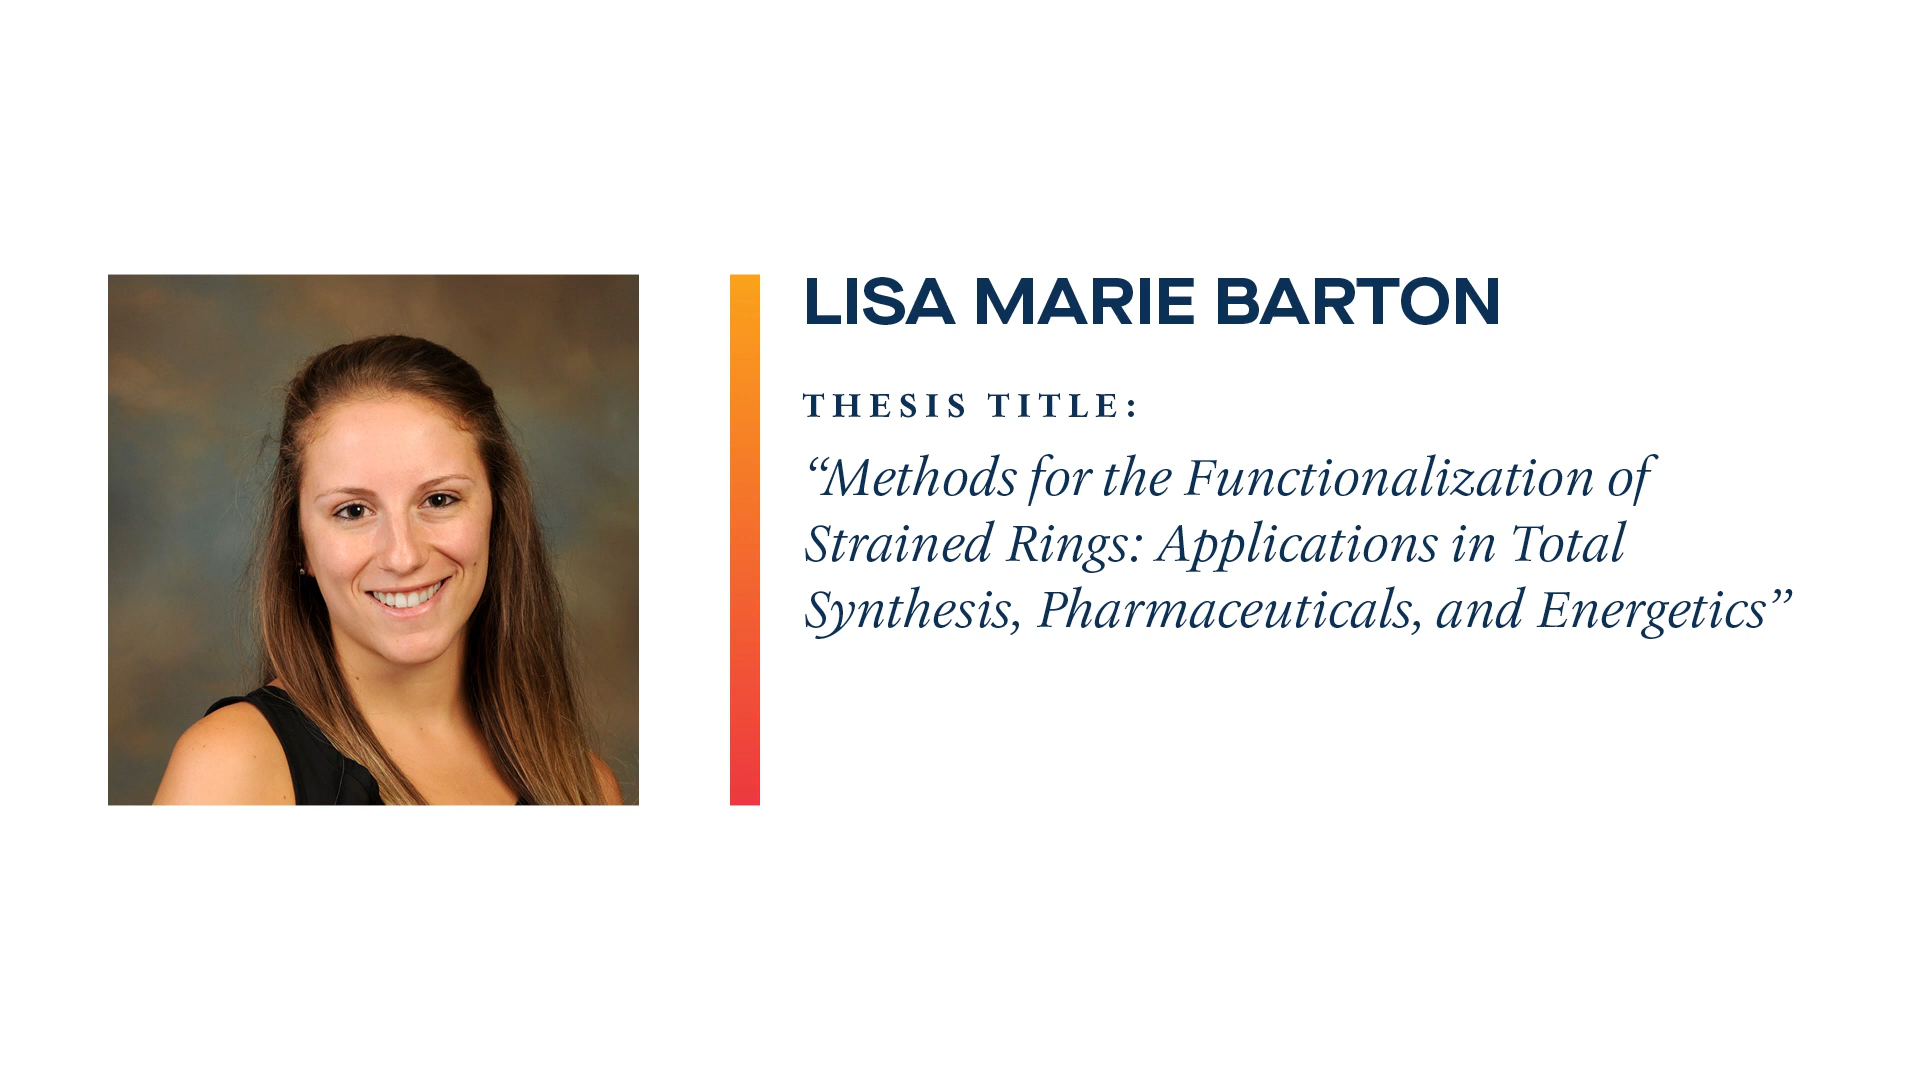 LISA MARIE BARTON
THESIS TITLE:
“Methods for the Functionalization of
Strained Rings: Applications in Total
Synthesis, Pharmaceuticals, and Energetics”